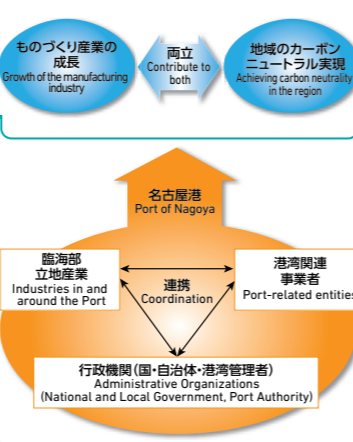 ものづくり産業の
成長
Growth of the manufacturing
industry
両立
Contribute to
both
地域のカーボン
ニュートラル実現
Achieving carbon neutrality
in the region
名古屋港
Port of Nagoya
臨海部
立地産業
Industries in and
around the Port
連携
Coordination
港湾関連
事業者
Port-related entities
行政機関(国・自治体・港湾管理者)
Administrative Organizations
(National and Local Government, Port Authority)